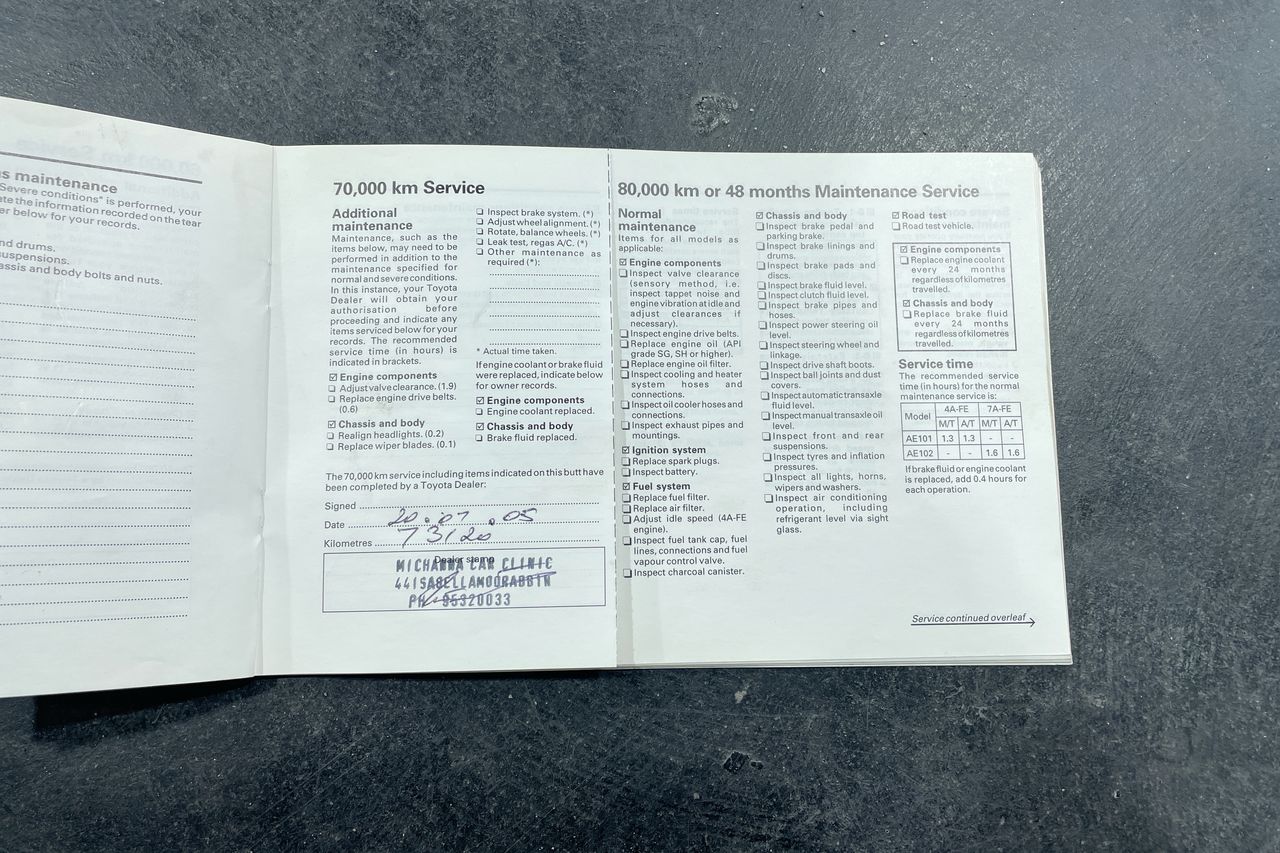 s maintenance
Severe conditions* is performed, your
te the information recorded on the tear
er below for your records.
nd drums.
suspensions.
assis and body bolts and nuts.
70,000 km Service
Additional
maintenance
Maintenance, such as the
items below, may need to be
performed in addition to the
maintenance specified for
normal and severe conditions.
In this instance, your Toyota
Dealer will obtain your
authorisation before
proceeding and indicate any
items serviced below for your
records. The recommended
service time (in hours) is
indicated in brackets.
☑ Engine components
❏ Adjust valve clearance. (1.9)
❏ Replace engine drive belts.
(0.6)
☑ Chassis and body
❏ Realign headlights. (0.2)
❏ Replace wiper blades. (0.1)
❏ Inspect brake system. (*)
❏ Adjust wheel alignment. (*)
❏ Rotate, balance wheels. (*)
❏ Leak test, regas A/C. (*)
❏ Other maintenance as
required (*):
* Actual time taken.
If engine coolant or brake fluid
were replaced, indicate below
for owner records.
☑ Engine components
❏ Engine coolant replaced.
☑ Chassis and body
❏ Brake fluid replaced.
The 70,000 km service including items indicated on this butt have
been completed by a Toyota Dealer:
Signed
Date 20.07.05
Kilometres 73120
Dealer stamp
MICHANNA CAR CLINIC
44 ISABELLA MOORABBIN
PH 95320033
80,000 km or 48 months Maintenance Service
Normal
maintenance
Items for all models as
applicable:
☑ Engine components
❏ Inspect valve clearance
(sensory method, i.e.
inspect tappet noise and
engine vibration at idle and
adjust clearances if
necessary).
❏ Inspect engine drive belts.
❏ Replace engine oil (API
grade SG, SH or higher).
❏ Replace engine oil filter.
❏ Inspect cooling and heater
system hoses and
connections.
❏ Inspect oil cooler hoses and
connections.
❏ Inspect exhaust pipes and
mountings.
☑ Ignition system
❏ Replace spark plugs.
❏ Inspect battery.
☑ Fuel system
❏ Replace fuel filter.
❏ Replace air filter.
❏ Adjust idle speed (4A-FE
engine).
❏ Inspect fuel tank cap, fuel
lines, connections and fuel
vapour control valve.
❏ Inspect charcoal canister.
☑ Chassis and body
❏ Inspect brake pedal and
parking brake.
❏ Inspect brake linings and
drums.
❏ Inspect brake pads and
discs.
❏ Inspect brake fluid level.
❏ Inspect clutch fluid level.
❏ Inspect brake pipes and
hoses.
❏ Inspect power steering oil
level.
❏ Inspect steering wheel and
linkage.
❏ Inspect drive shaft boots.
❏ Inspect ball joints and dust
covers.
❏ Inspect automatic transaxle
fluid level.
❏ Inspect manual transaxle oil
level.
❏ Inspect front and rear
suspensions.
❏ Inspect tyres and inflation
pressures.
❏ Inspect all lights, horns,
wipers and washers.
❏ Inspect air conditioning
operation, including
refrigerant level via sight
glass.
☑ Road test
❏ Road test vehicle.
☑ Engine components
❏ Replace engine coolant
every 24 months
regardless of kilometres
travelled.
☑ Chassis and body
❏ Replace brake fluid
every 24 months
regardless of kilometres
travelled.
Service time
The recommended service
time (in hours) for the normal
maintenance service is:
Model 4A-FE 7A-FE
M/T A/T M/T A/T
AE101 1.3 1.3 - -
AE102 - - 1.6 1.6
If brake fluid or engine coolant
is replaced, add 0.4 hours for
each operation.
Service continued overleaf